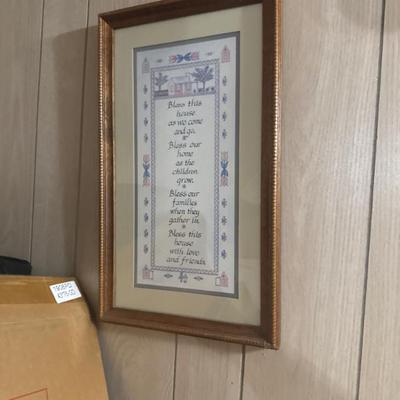 Bless this
house
as we come
and go.
Bless our
home
as the
children
grow.
Bless our
families
when they
gather in.
Bless this
house
with love
and friends.